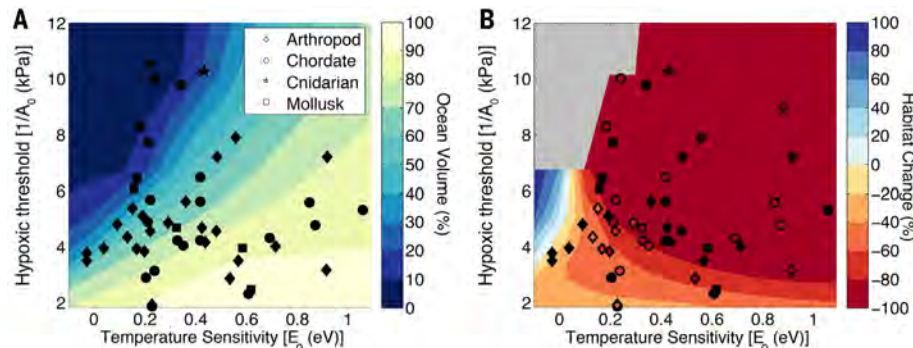 A
12
10
8
6
4
2
Hypoxic threshold [1/A0 (kPa)]
0 0.2 0.4 0.6 0.8 1
Temperature Sensitivity [Eo (eV)]
Arthropod
Chordate
Cnidarian
Mollusk
100
90
80
70
60
50
40
30
20
10
0
Ocean Volume (%)
B
12
10
8
6
4
2
Hypoxic threshold [1/A0 (kPa)]
0 0.2 0.4 0.6 0.8 1
Temperature Sensitivity [Eo (eV)]
100
80
60
40
20
0
−20
−40
−60
−80
−100
Habitat Change (%)